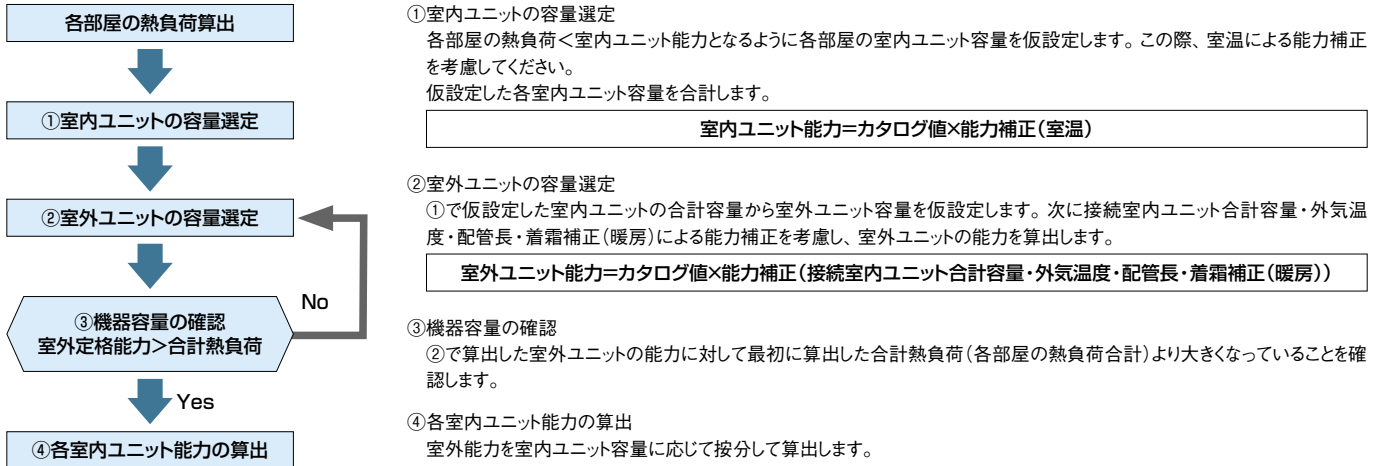 各部屋の熱負荷算出
①室内ユニットの容量選定
②室外ユニットの容量選定
No
③機器容量の確認
室外定格能力＞合計熱負荷
Yes
④各室内ユニット能力の算出
①室内ユニットの容量選定
各部屋の熱負荷＜室内ユニット能力となるように各部屋の室内ユニット容量を仮設定します。この際、室温による能力補正
を考慮してください。
仮設定した各室内ユニット容量を合計します。
室内ユニット能力＝カタログ値×能力補正（室温）
②室外ユニットの容量選定
①で仮設定した室内ユニットの合計容量から室外ユニット容量を仮設定します。次に接続室内ユニット合計容量・外気温
度・配管長・着霜補正（暖房）による能力補正を考慮し、室外ユニットの能力を算出します。
室外ユニット能力＝カタログ値×能力補正（接続室内ユニット合計容量・外気温度・配管長・着霜補正（暖房））
③機器容量の確認
②で算出した室外ユニットの能力に対して最初に算出した合計熱負荷（各部屋の熱負荷合計）より大きくなっていることを確
認します。
④各室内ユニット能力の算出
室外能力を室内ユニット容量に応じて按分して算出します。